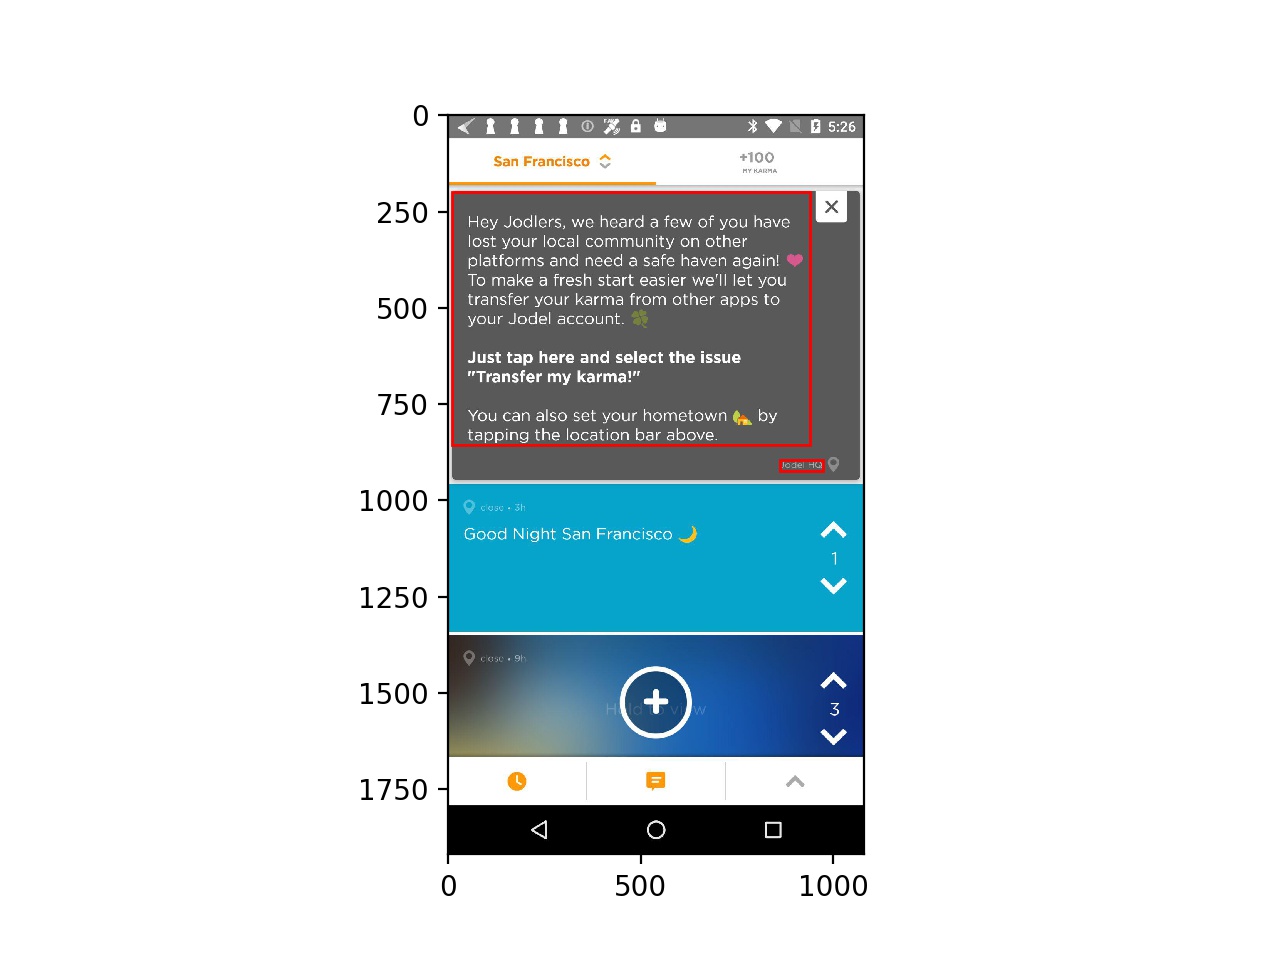 0
250
500
750
1000
1250
1500
1750
5:26
San Francisco
+100
MY KARMA
Hey Jodlers, we heard a few of you have
lost your local community on other
platforms and need a safe haven again! ❤
To make a fresh start easier we'll let you
transfer your karma from other apps to
your Jodel account. 🍀
Just tap here and select the issue
"Transfer my karma!"
You can also set your hometown 🏡 by
tapping the location bar above.
Jodel HQ
close • 3h
Good Night San Francisco 🌙
1
close • 9h
Hold to view
3
0
500
1000